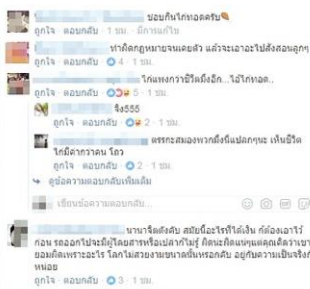 ชอบกินไก่ทอดครับ
ถูกใจ · ตอบกลับ · 1 ชม. · มีการแก้ไข
ทำผิดกฎหมายจนเคยตัว แล้วจะเอาอะไปสั่งสอนลูกๆ
ถูกใจ · ตอบกลับ · 4 · 1 ชม.
ไก่แพงกว่าชีวิตมึงอีก...ไอ้ไก่ทอด..
ถูกใจ · ตอบกลับ · 5 · 1 ชม.
จึง555
ถูกใจ · ตอบกลับ · 2 · 1 ชม.
ตรรกะสมองพวกมึงนี่แปลกๆนะ เห็นชีวิต
ไก่มีค่ากว่าคน โถว
ถูกใจ · ตอบกลับ · 2 · 1 ชม.
ดูข้อความตอบกลับเพิ่มเติม
เขียนข้อความตอบกลับ...
นานาจิตตังคับ สมัยนี้อะไรที่ได้เงิน ก้ต้องเอาไว้
ก่อน รถออกไปจะมีผู้โดยสารหรือเปล่าก้ไม่รุ้ ผิดน่ะผิดแน่ๆแต่คุณคิดว่าเขา
ยอมผิดเพราะอะไร โลกไม่สวยงามขนาดนั้นหรอกคับ อยู่กับความเป็นจริง
หน่อย
ถูกใจ · ตอบกลับ · 3 · 1 ชม.